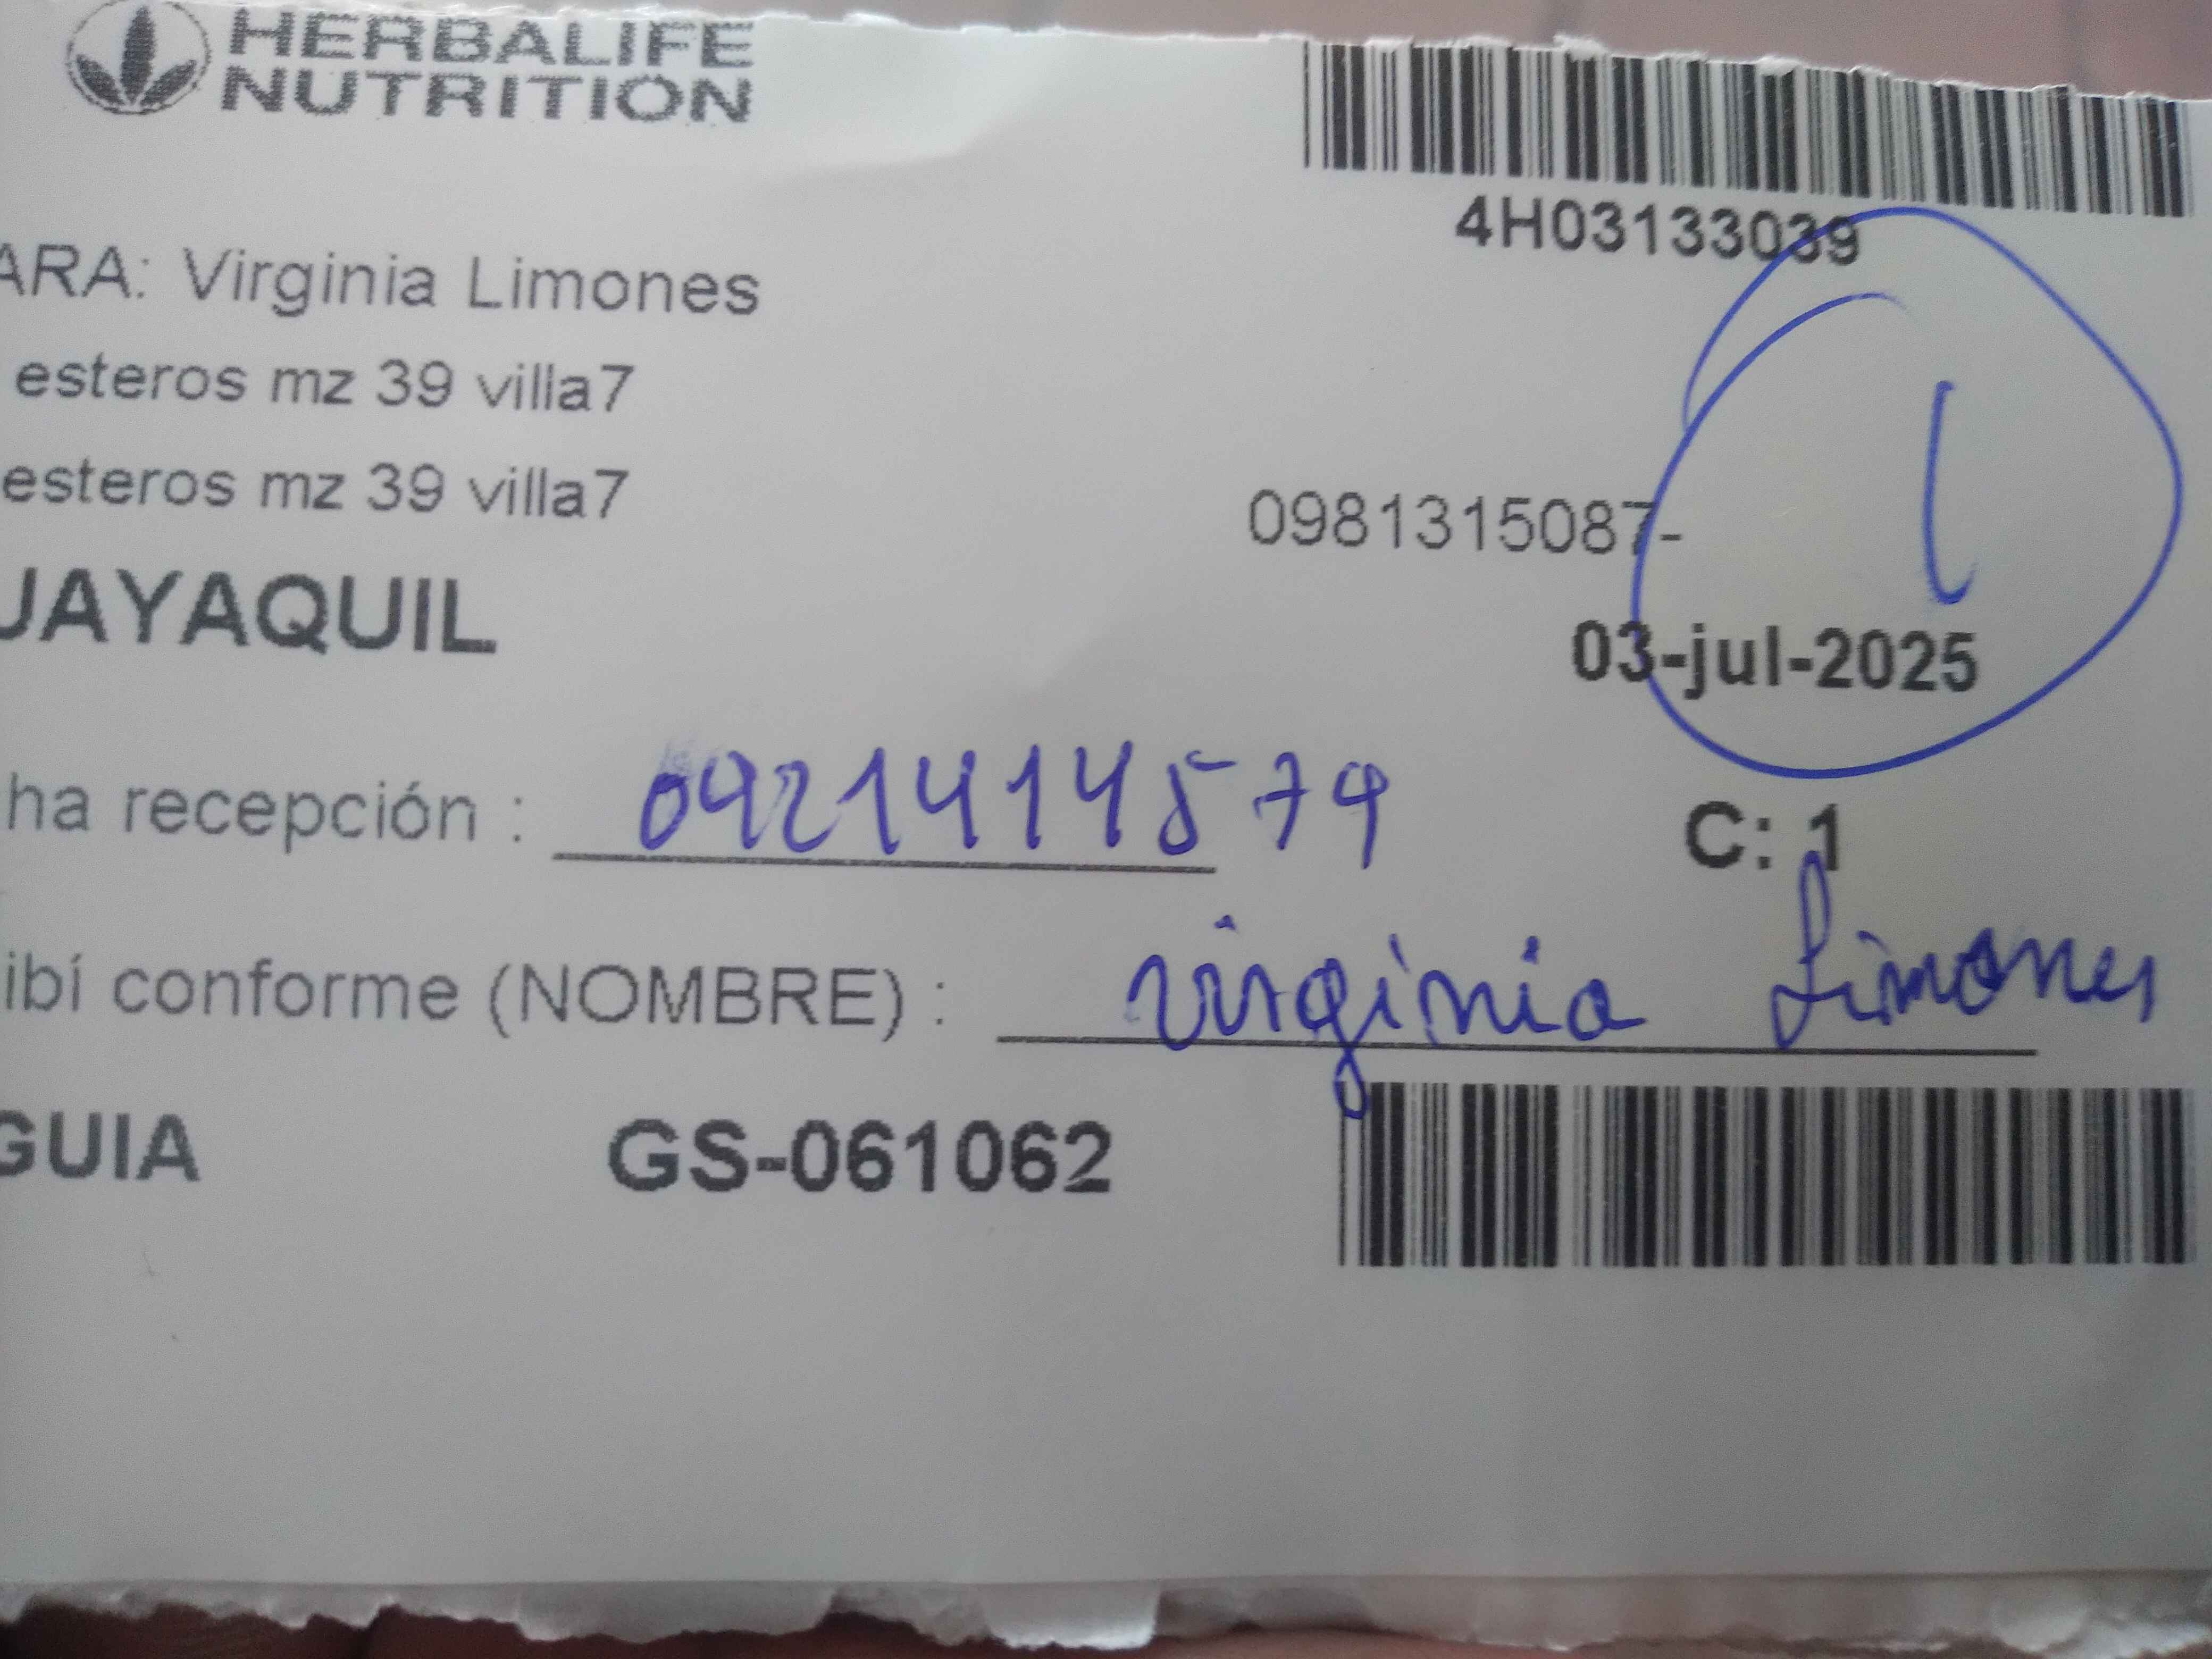 HERBALIFE
NUTRITION
4H03133039
ARA: Virginia Limones
esteros mz 39 villa7
esteros mz 39 villa7
0981315087-
UAYAQUIL
1
03-jul-2025
ha recepción : 0921414579
C: 1
ibí conforme (NOMBRE) : virginia Limones
GUIA GS-061062